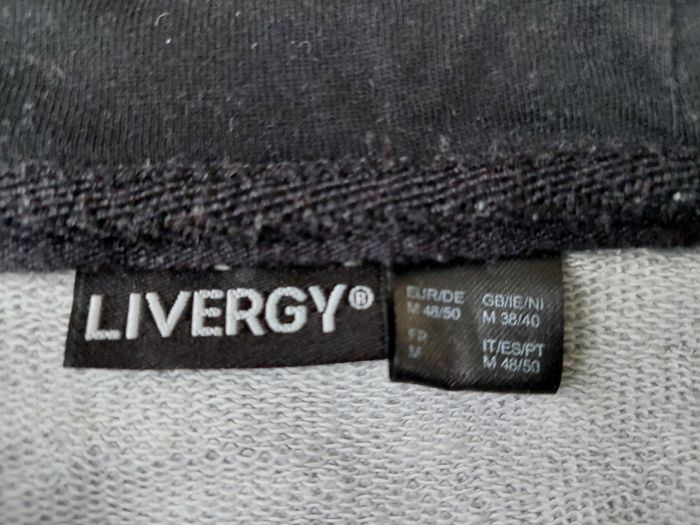 LIVERGY®
EUR/DE
M 48/50
FR
M
GB/IE/NI
M 38/40
IT/ES/PT
M 48/50